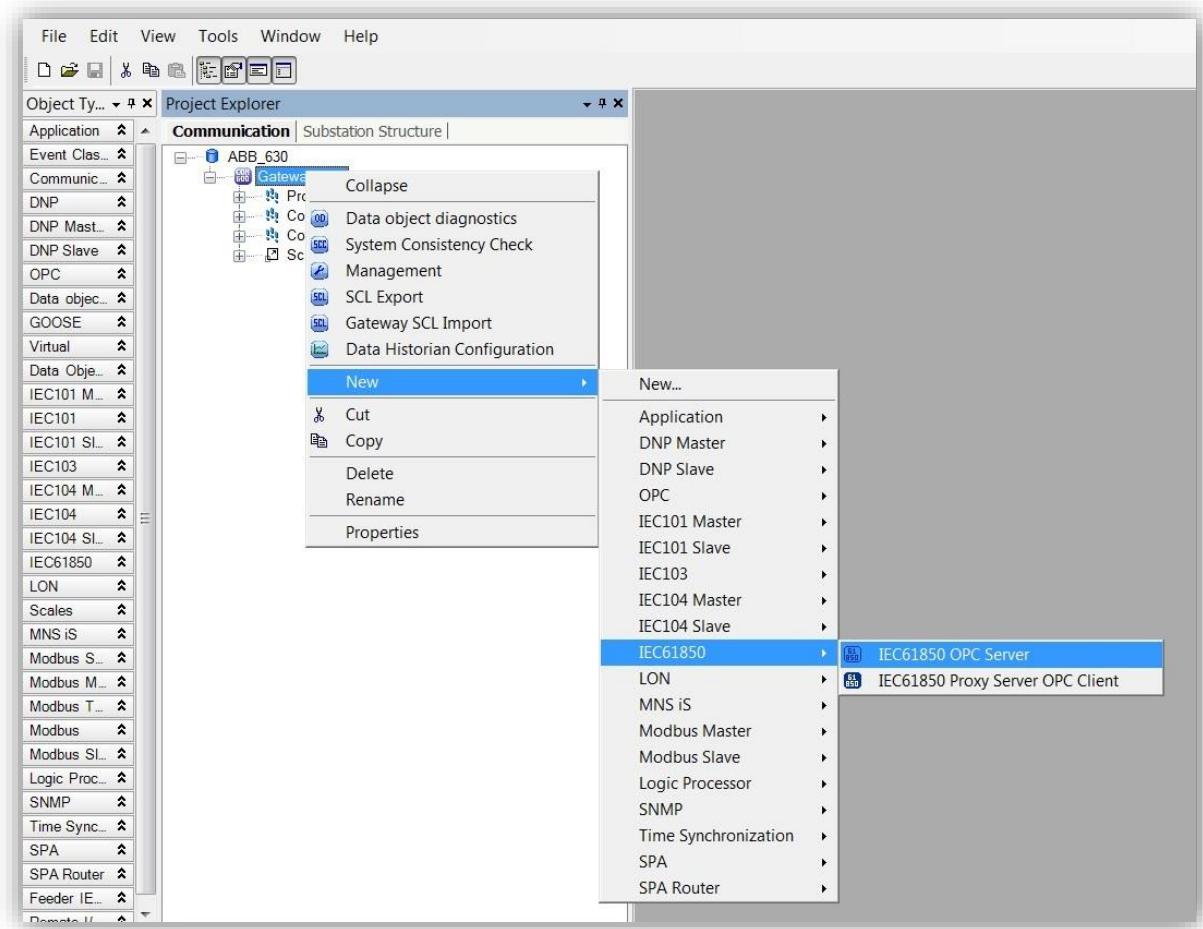 File Edit View Tools Window Help
Object Ty...
Application
Event Clas...
Communic...
DNP
DNP Mast...
DNP Slave
OPC
Data objec...
GOOSE
Virtual
Data Obje...
IEC101 M...
IEC101
IEC101 Sl...
IEC103
IEC104 M...
IEC104
IEC104 Sl...
IEC61850
LON
Scales
MNS iS
Modbus S...
Modbus M...
Modbus T...
Modbus
Modbus Sl...
Logic Proc...
SNMP
Time Sync...
SPA
SPA Router
Feeder IE...
Project Explorer
Communication Substation Structure
ABB_630
Gatewa
Pro
Co
Co
Sc
Collapse
Data object diagnostics
System Consistency Check
Management
SCL Export
Gateway SCL Import
Data Historian Configuration
New
Cut
Copy
Delete
Rename
Properties
New...
Application
DNP Master
DNP Slave
OPC
IEC101 Master
IEC101 Slave
IEC103
IEC104 Master
IEC104 Slave
IEC61850
LON
MNS iS
Modbus Master
Modbus Slave
Logic Processor
SNMP
Time Synchronization
SPA
SPA Router
IEC61850 OPC Server
IEC61850 Proxy Server OPC Client